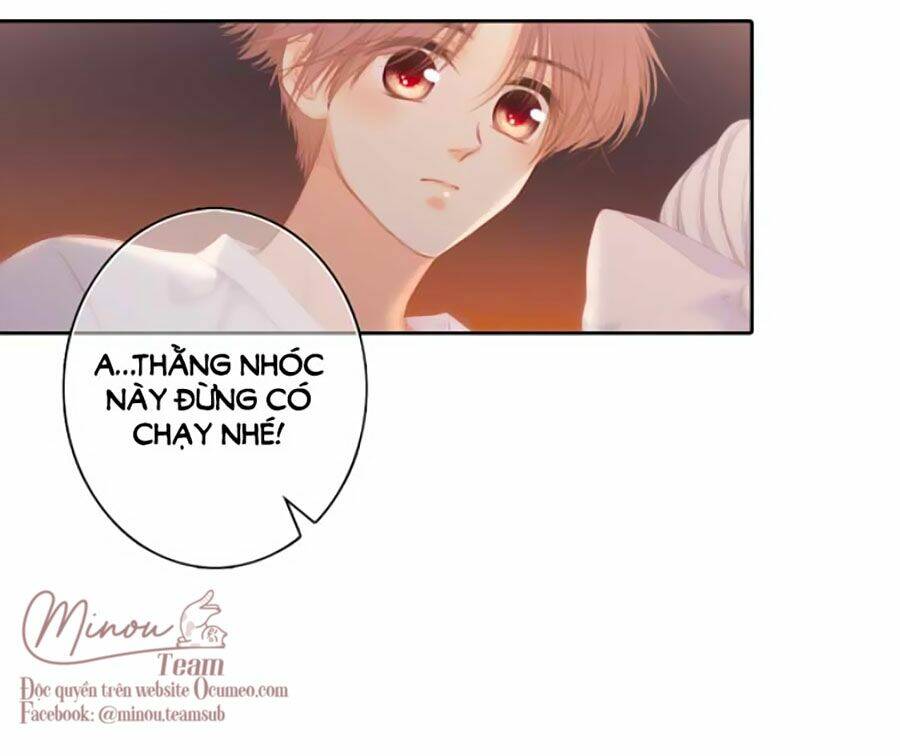 A...THẰNG NHÓC
NÀY ĐỪNG CÓ
CHẠY NHÉ!
Minou
Team
Độc quyền trên website Ocumeo.com
Facebook: @minou.teamsub